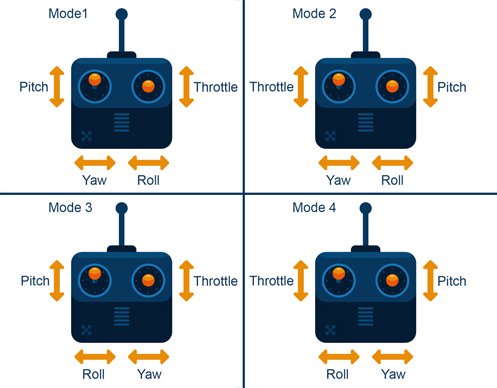 Mode1
Mode 2
Pitch Throttle
Throttle Pitch
Yaw Roll
Yaw Roll
Mode 3
Mode 4
Pitch Throttle
Throttle Pitch
Roll Yaw
Roll Yaw